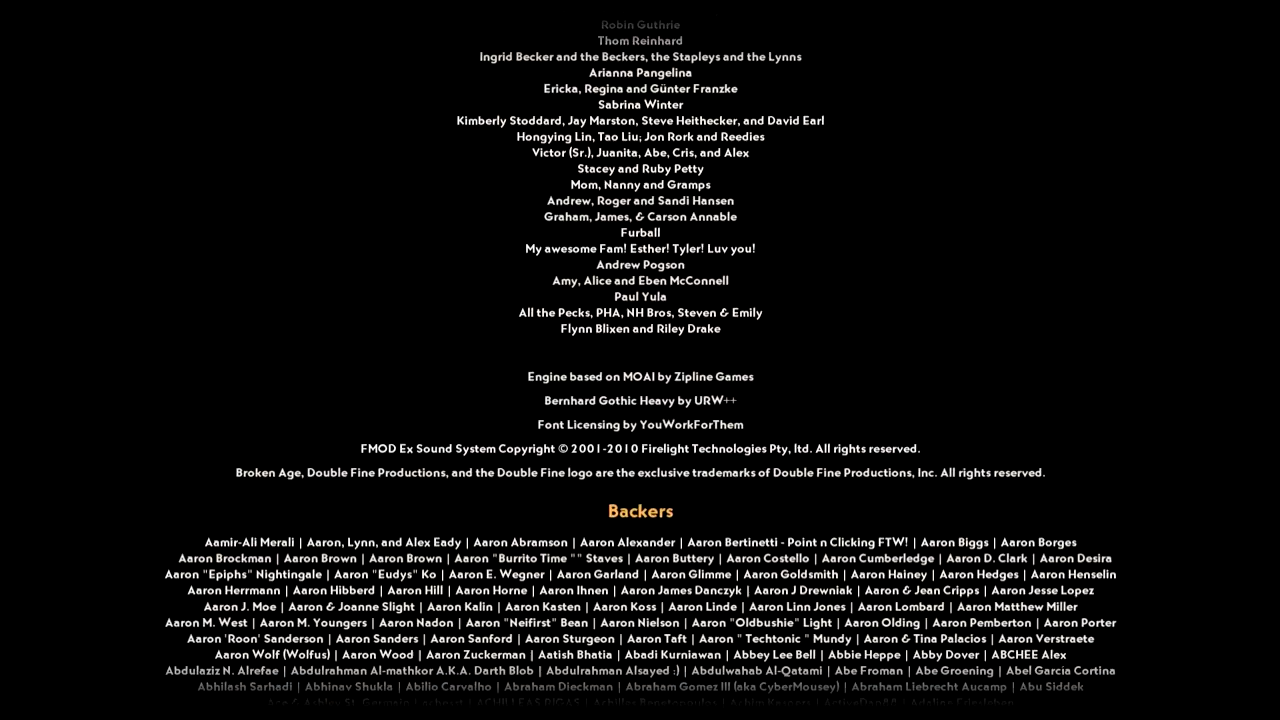 Robin Guthrie
Thom Reinhard
Ingrid Becker and the Beckers, the Stapleys and the Lynns
Arianna Pangelina
Ericka, Regina and Günter Franzke
Sabrina Winter
Kimberly Stoddard, Jay Marston, Steve Heithecker, and David Earl
Hongying Lin, Tao Liu; Jon Rork and Reedies
Victor (Sr.), Juanita, Abe, Cris, and Alex
Stacey and Ruby Petty
Mom, Nanny and Gramps
Andrew, Roger and Sandi Hansen
Graham, James, & Carson Annable
Furball
My awesome Fam! Esther! Tyler! Luv you!
Andrew Pogson
Amy, Alice and Eben McConnell
Paul Yula
All the Pecks, PHA, NH Bros, Steven & Emily
Flynn Blixen and Riley Drake
Engine based on MOAI by Zipline Games
Bernhard Gothic Heavy by URW++
Font Licensing by YouWorkForThem
FMOD Ex Sound System Copyright © 2001-2010 Firelight Technologies Pty, ltd. All rights reserved.
Broken Age, Double Fine Productions, and the Double Fine logo are the exclusive trademarks of Double Fine Productions, Inc. All rights reserved.
Backers
Aamir-Ali Merali | Aaron, Lynn, and Alex Eady | Aaron Abramson | Aaron Alexander | Aaron Bertinetti - Point n Clicking FTW! | Aaron Biggs | Aaron Borges
Aaron Brockman | Aaron Brown | Aaron Brown | Aaron "Burrito Time "" Staves | Aaron Buttery | Aaron Costello | Aaron Cumberledge | Aaron D. Clark | Aaron Desira
Aaron "Epiphs" Nightingale | Aaron "Eudys" Ko | Aaron E. Wegner | Aaron Garland | Aaron Glimme | Aaron Goldsmith | Aaron Hainey | Aaron Hedges | Aaron Henselin
Aaron Herrmann | Aaron Hibberd | Aaron Hill | Aaron Horne | Aaron Ihnen | Aaron James Danczyk | Aaron J Drewniak | Aaron & Jean Cripps | Aaron Jesse Lopez
Aaron J. Moe | Aaron & Joanne Slight | Aaron Kalin | Aaron Kasten | Aaron Koss | Aaron Linde | Aaron Linn Jones | Aaron Lombard | Aaron Matthew Miller
Aaron M. West | Aaron M. Youngers | Aaron Nadon | Aaron "Neifirst" Bean | Aaron Nielson | Aaron "Oldbushie" Light | Aaron Olding | Aaron Pemberton | Aaron Porter
Aaron 'Roon' Sanderson | Aaron Sanders | Aaron Sanford | Aaron Sturgeon | Aaron Taft | Aaron " Techtonic " Mundy | Aaron & Tina Palacios | Aaron Verstraete
Aaron Wolf (Wolfus) | Aaron Wood | Aaron Zuckerman | Aatish Bhatia | Abadi Kurniawan | Abbey Lee Bell | Abbie Heppe | Abby Dover | ABCHEE Alex
Abdulaziz N. Alrefae | Abdulrahman Al-mathkor A.K.A. Darth Blob | Abdulrahman Alsayed :) | Abdulwahab Al-Qatami | Abe Froman | Abe Groening | Abel Garcia Cortina
Abhilash Sarhadi | Abhinav Shukla | Abilio Carvalho | Abraham Dieckman | Abraham Gomez III (aka CyberMousey) | Abraham Liebrecht Aucamp | Abu Siddek